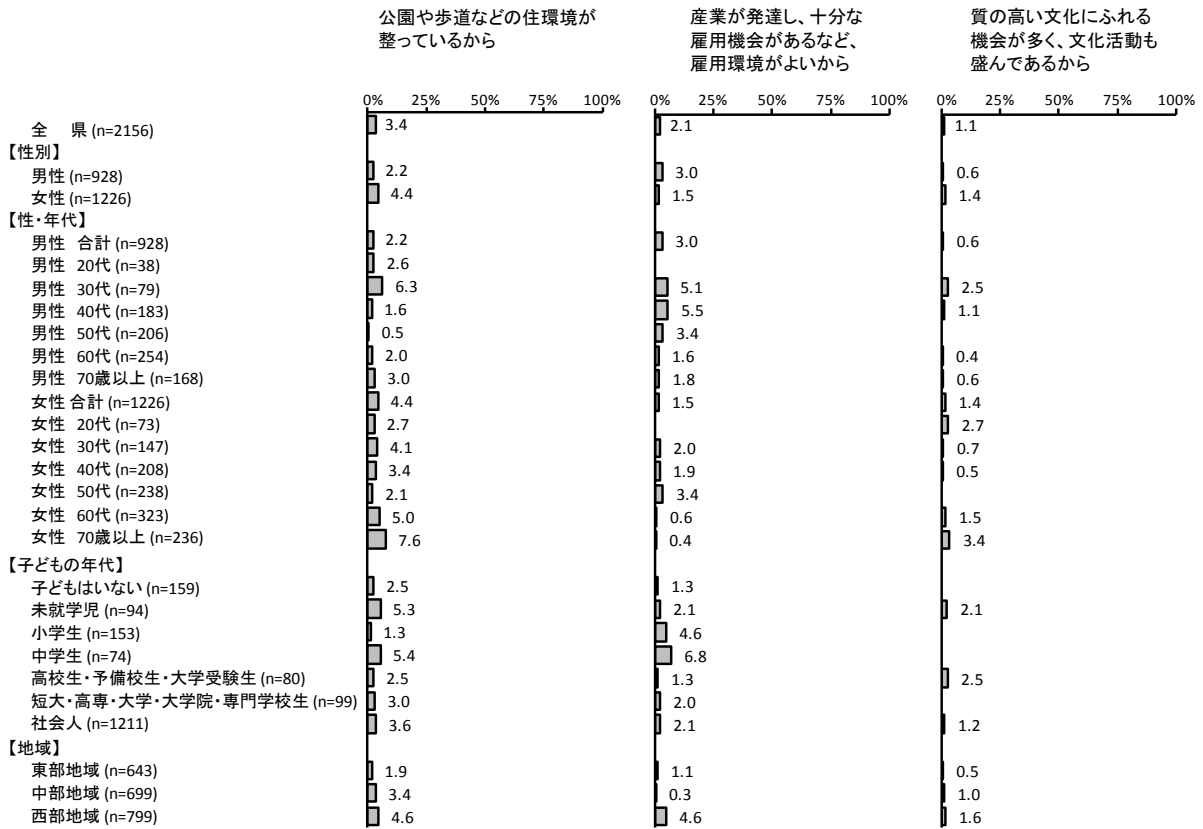 公園や歩道などの住環境が
整っているから
産業が発達し、十分な
雇用機会があるなど、
雇用環境がよいから
質の高い文化にふれる
機会が多く、文化活動も
盛んであるから
0% 25% 50% 75% 100% 0% 25% 50% 75% 100% 0% 25% 50% 75% 100%
全 県 (n=2156) 3.4 2.1 1.1
【性別】
男性 (n=928) 2.2 3.0 0.6
女性 (n=1226) 4.4 1.5 1.4
【性・年代】
男性 合計 (n=928) 2.2 3.0 0.6
男性 20代 (n=38) 2.6
男性 30代 (n=79) 6.3 5.1 2.5
男性 40代 (n=183) 1.6 5.5 1.1
男性 50代 (n=206) 0.5 3.4
男性 60代 (n=254) 2.0 1.6 0.4
男性 70歳以上 (n=168) 3.0 1.8 0.6
女性 合計 (n=1226) 4.4 1.5 1.4
女性 20代 (n=73) 2.7 2.7
女性 30代 (n=147) 4.1 2.0 0.7
女性 40代 (n=208) 3.4 1.9 0.5
女性 50代 (n=238) 2.1 3.4
女性 60代 (n=323) 5.0 0.6 1.5
女性 70歳以上 (n=236) 7.6 0.4 3.4
【子どもの年代】
子どもはいない (n=159) 2.5 1.3
未就学児 (n=94) 5.3 2.1 2.1
小学生 (n=153) 1.3 4.6
中学生 (n=74) 5.4 6.8
高校生・予備校生・大学受験生 (n=80) 2.5 1.3 2.5
短大・高専・大学・大学院・専門学校生 (n=99) 3.0 2.0
社会人 (n=1211) 3.6 2.1 1.2
【地域】
東部地域 (n=643) 1.9 1.1 0.5
中部地域 (n=699) 3.4 0.3 1.0
西部地域 (n=799) 4.6 4.6 1.6